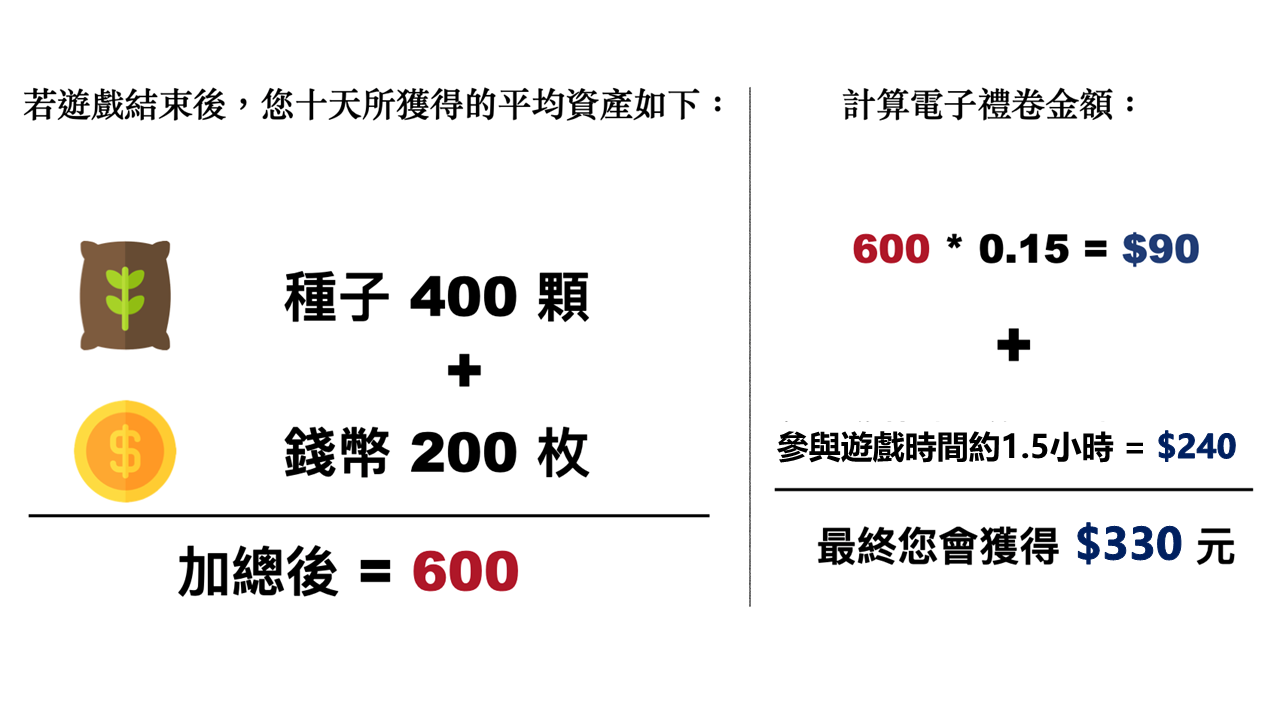 若遊戲結束後，您十天所獲得的平均資產如下：
種子 400 顆
+
$
錢幣 200 枚
加總後 = 600
計算電子禮卷金額：
600 * 0.15 = $90
+
參與遊戲時間約1.5小時 = $240
最終您會獲得 $330 元